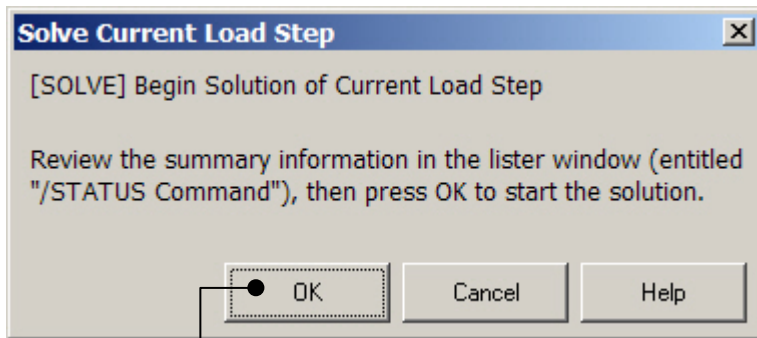 Solve Current Load Step
[SOLVE] Begin Solution of Current Load Step
Review the summary information in the lister window (entitled
"/STATUS Command"), then press OK to start the solution.
OK Cancel Help